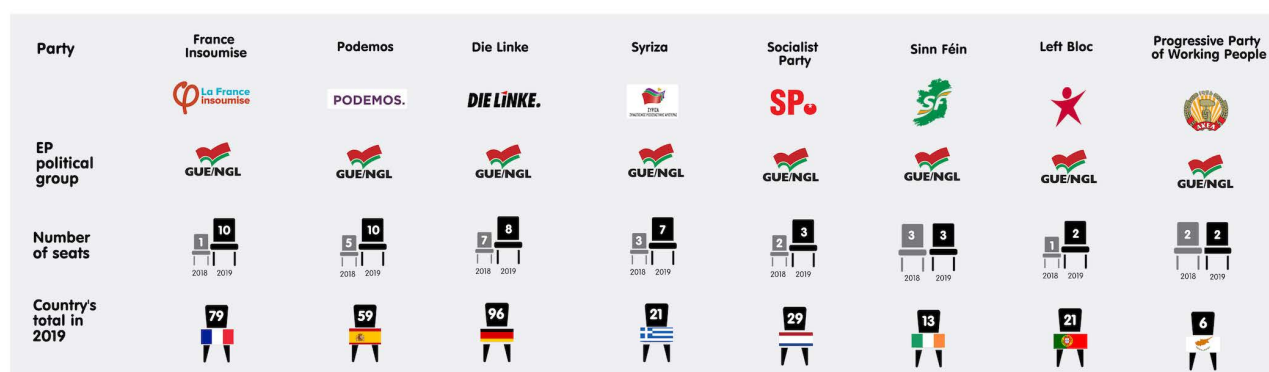 Party
France
Insoumise
Podemos
Die Linke
Syriza
Socialist
Party
Sinn Féin
Left Bloc
Progressive Party
of Working People
La France
insoumise
PODEMOS.
DIE LiNKE.
ΣΥΡΙΖΑ
SP
SF
ΑΚΕΛ
EP
political
group
GUE/NGL
GUE/NGL
GUE/NGL
GUE/NGL
GUE/NGL
GUE/NGL
GUE/NGL
GUE/NGL
Number
of seats
1 10
5 10
7 8
3 7
2 3
3 3
1 2
2 2
2018 2019
2018 2019
2018 2019
2018 2019
2018 2019
2018 2019
2018 2019
2018 2019
Country's
total in
2019
79
59
96
21
29
13
21
6